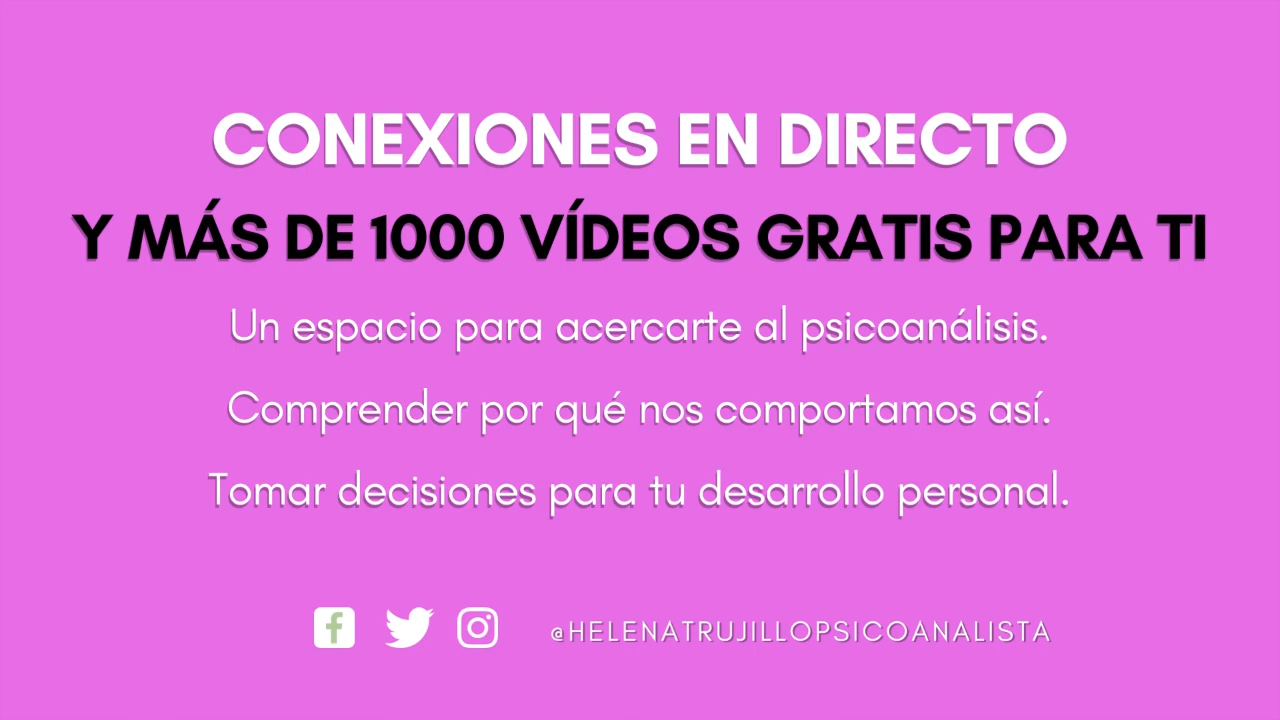 CONEXIONES EN DIRECTO
Y MÁS DE 1000 VÍDEOS GRATIS PARA TI
Un espacio para acercarte al psicoanálisis.
Comprender por qué nos comportamos así.
Tomar decisiones para tu desarrollo personal.
@HELENATRUJILLOPSICOANALISTA